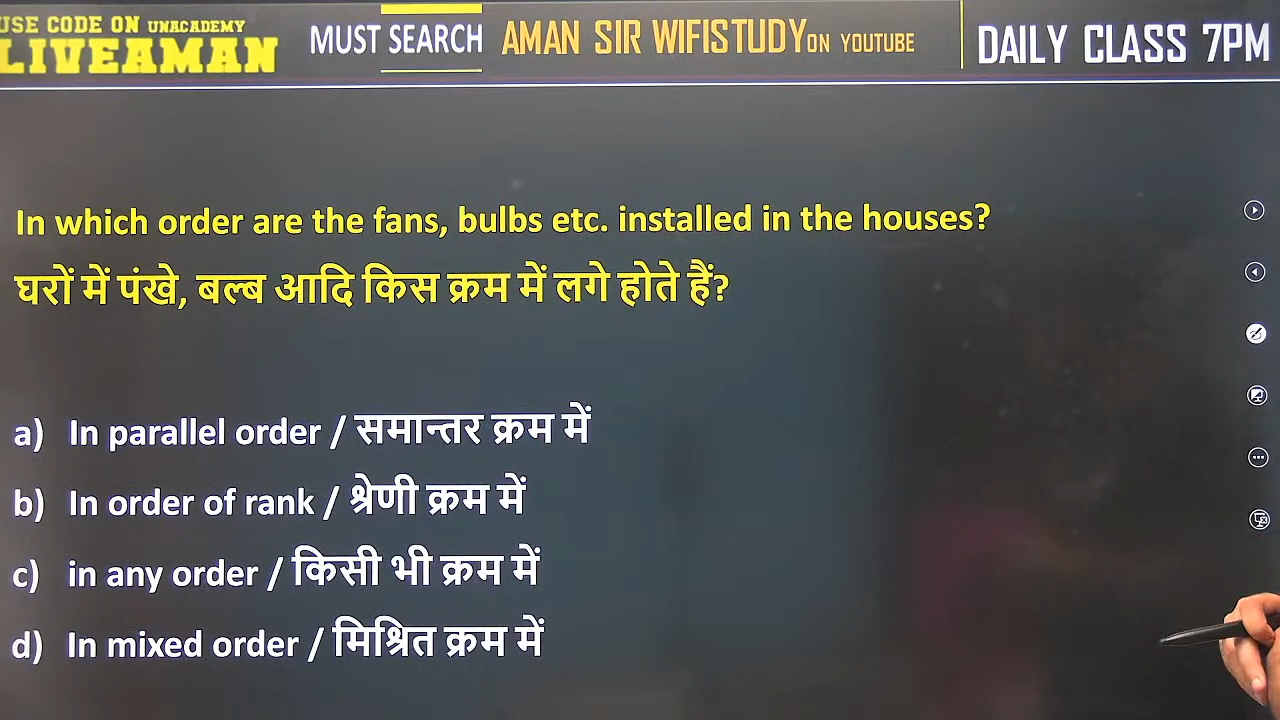 USE CODE ON UNACADEMY
LIVEAMAN
MUST SEARCH
AMAN SIR WIFISTUDY ON YOUTUBE
DAILY CLASS 7PM
In which order are the fans, bulbs etc. installed in the houses?
घरों में पंखे, बल्ब आदि किस क्रम में लगे होते हैं?
a) In parallel order / समान्तर क्रम में
b) In order of rank / श्रेणी क्रम में
c) in any order / किसी भी क्रम में
d) In mixed order / मिश्रित क्रम में